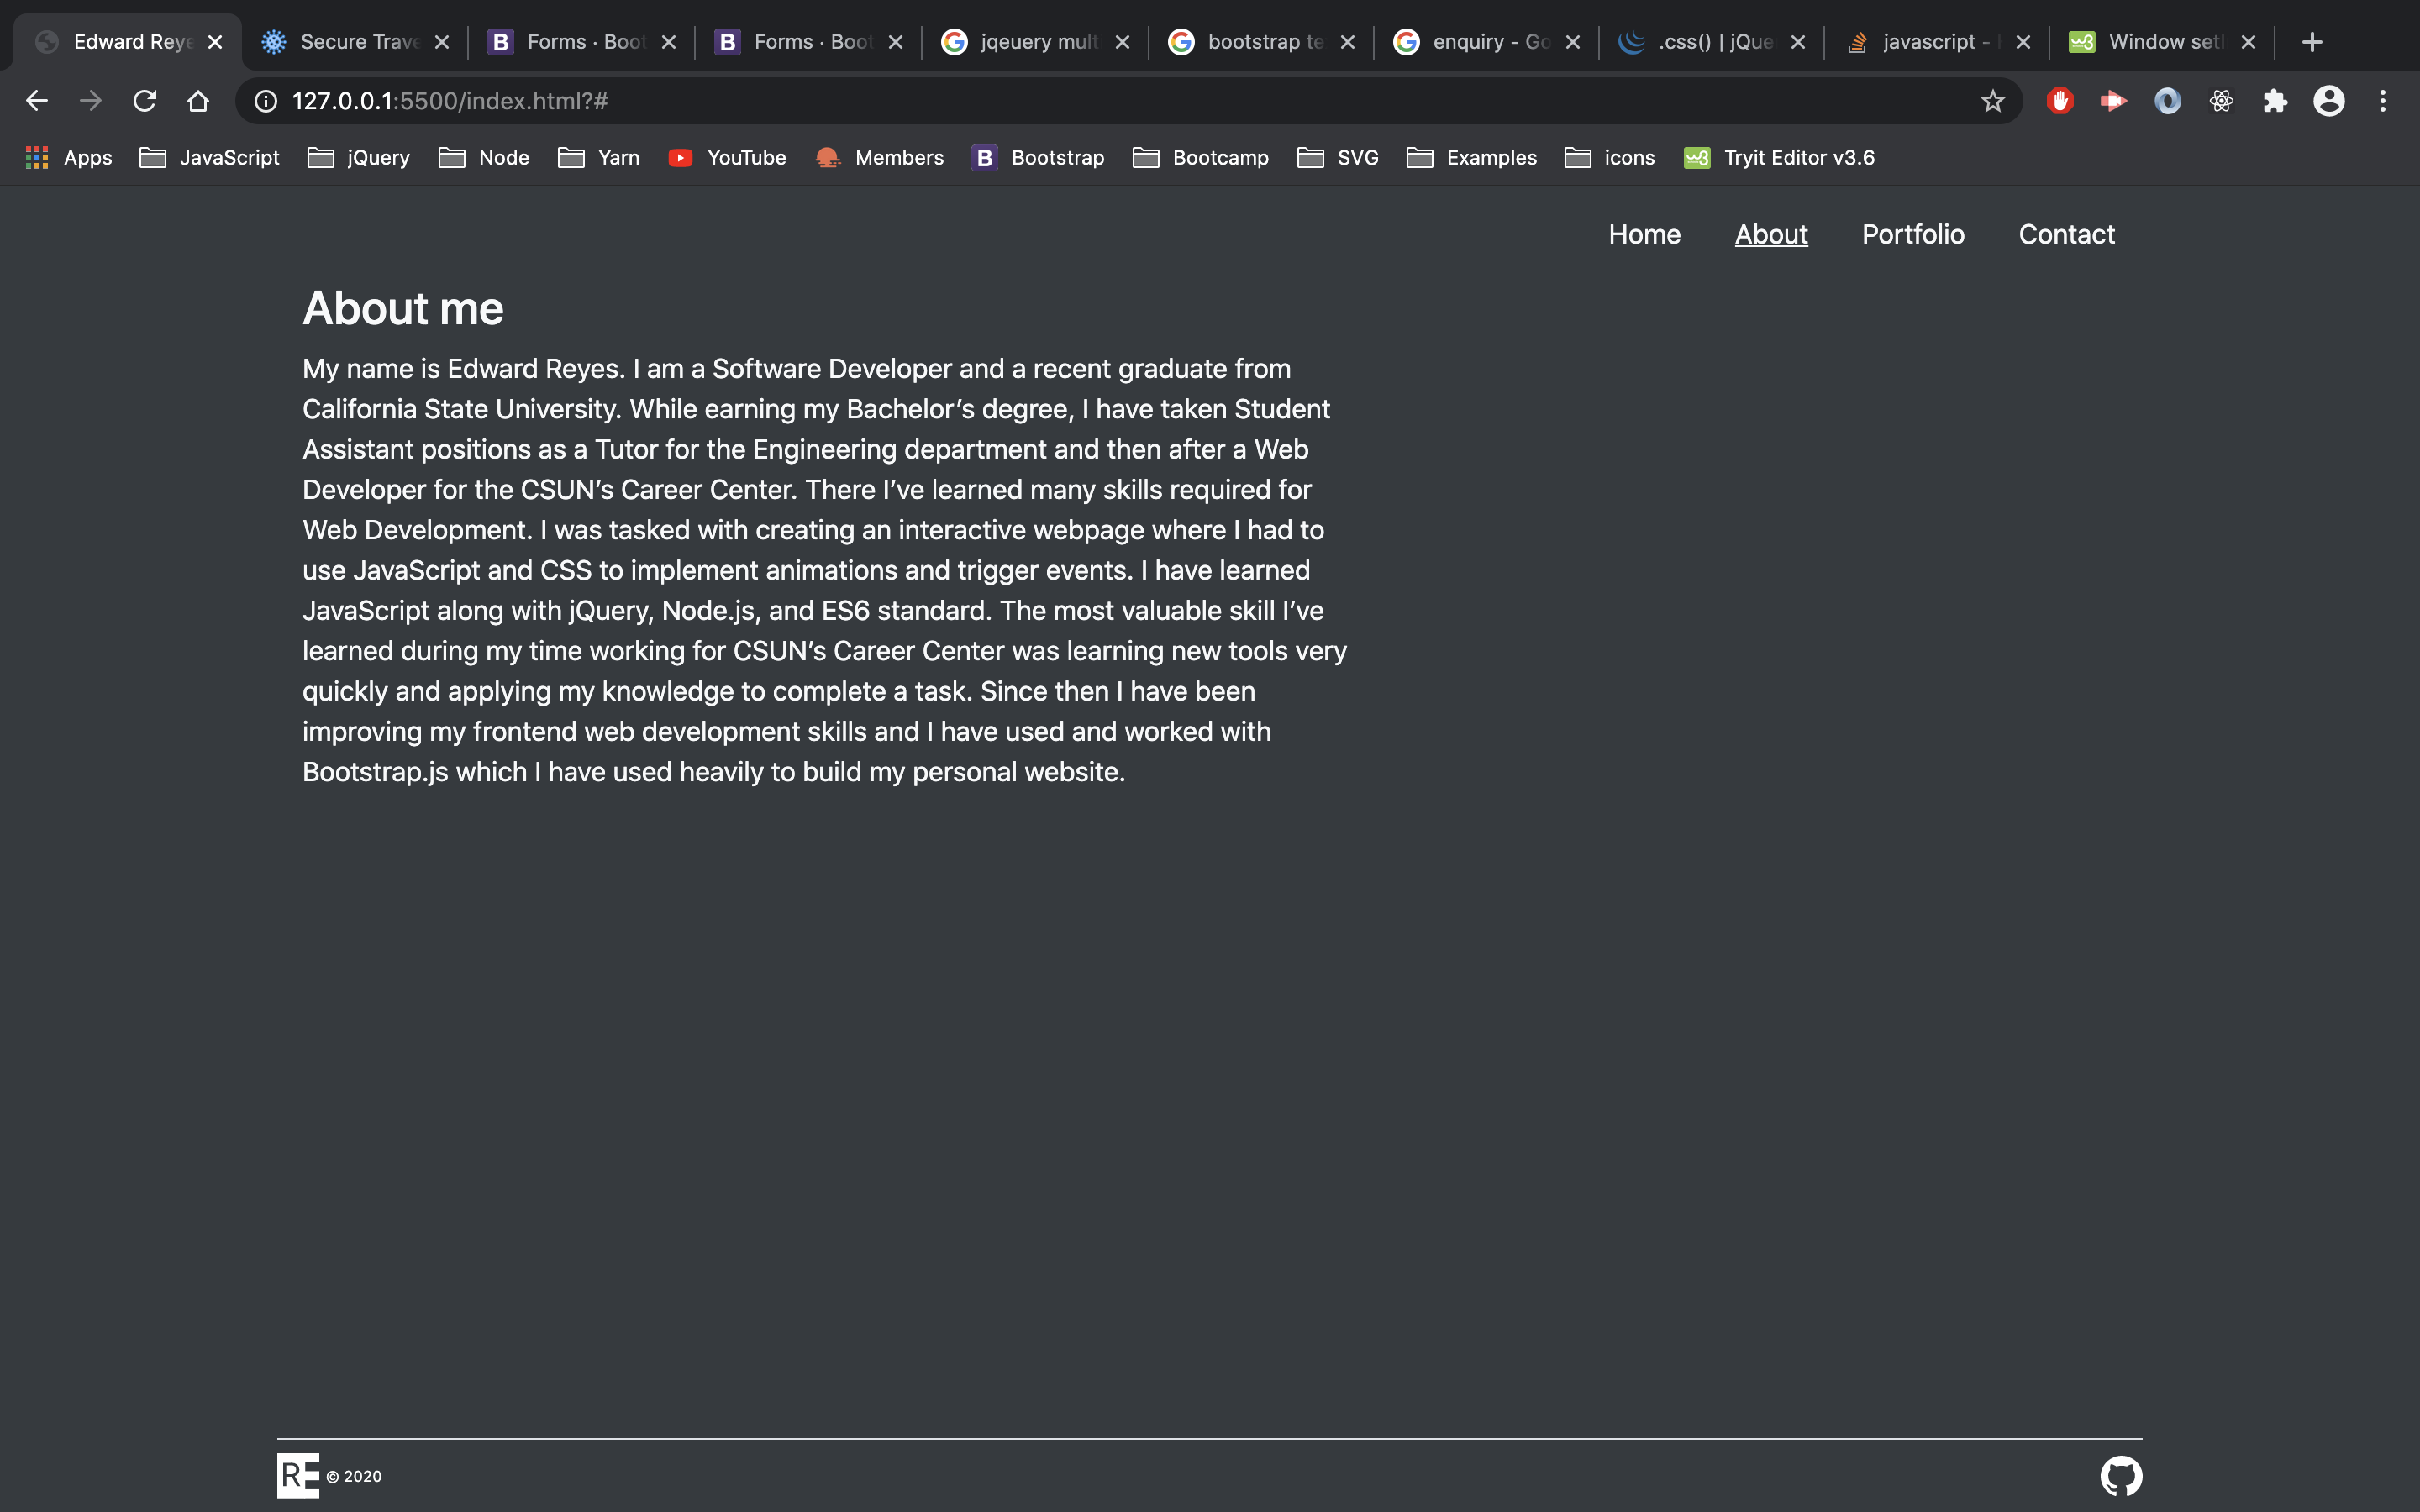 Edward Reye
Secure Trave
Forms · Boot
Forms · Boot
jqeuery mult
bootstrap te
enquiry - Go
.css() | jQue
javascript -
Window set
127.0.0.1:5500/index.html?#
Apps
JavaScript
jQuery
Node
Yarn
YouTube
Members
B Bootstrap
Bootcamp
SVG
Examples
icons
Tryit Editor v3.6
Home About Portfolio Contact
About me
My name is Edward Reyes. I am a Software Developer and a recent graduate from
California State University. While earning my Bachelor’s degree, I have taken Student
Assistant positions as a Tutor for the Engineering department and then after a Web
Developer for the CSUN’s Career Center. There I’ve learned many skills required for
Web Development. I was tasked with creating an interactive webpage where I had to
use JavaScript and CSS to implement animations and trigger events. I have learned
JavaScript along with jQuery, Node.js, and ES6 standard. The most valuable skill I’ve
learned during my time working for CSUN’s Career Center was learning new tools very
quickly and applying my knowledge to complete a task. Since then I have been
improving my frontend web development skills and I have used and worked with
Bootstrap.js which I have used heavily to build my personal website.
RE © 2020